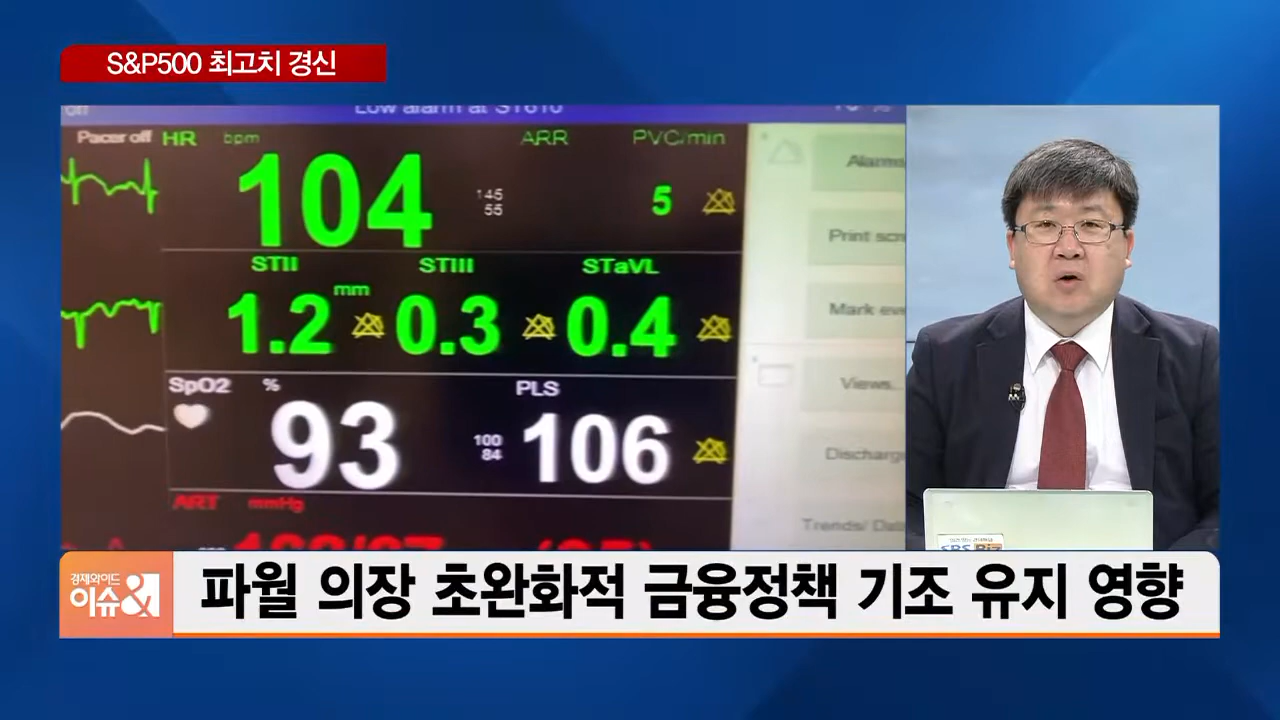 S&P500 최고치 경신
Low alarm at ST610
Pacer off HR bpm ARR PVC/min
104 145 55 5
STII STIII STaVL
1.2 mm 0.3 0.4
SpO2 % PLS
93 100 84 106
ART mmHg
Alarms
Print scr
Mark eve
Views...
Discharge
Trends/ Data
SBS Biz
경제와이드
이슈&
파월 의장 초완화적 금융정책 기조 유지 영향